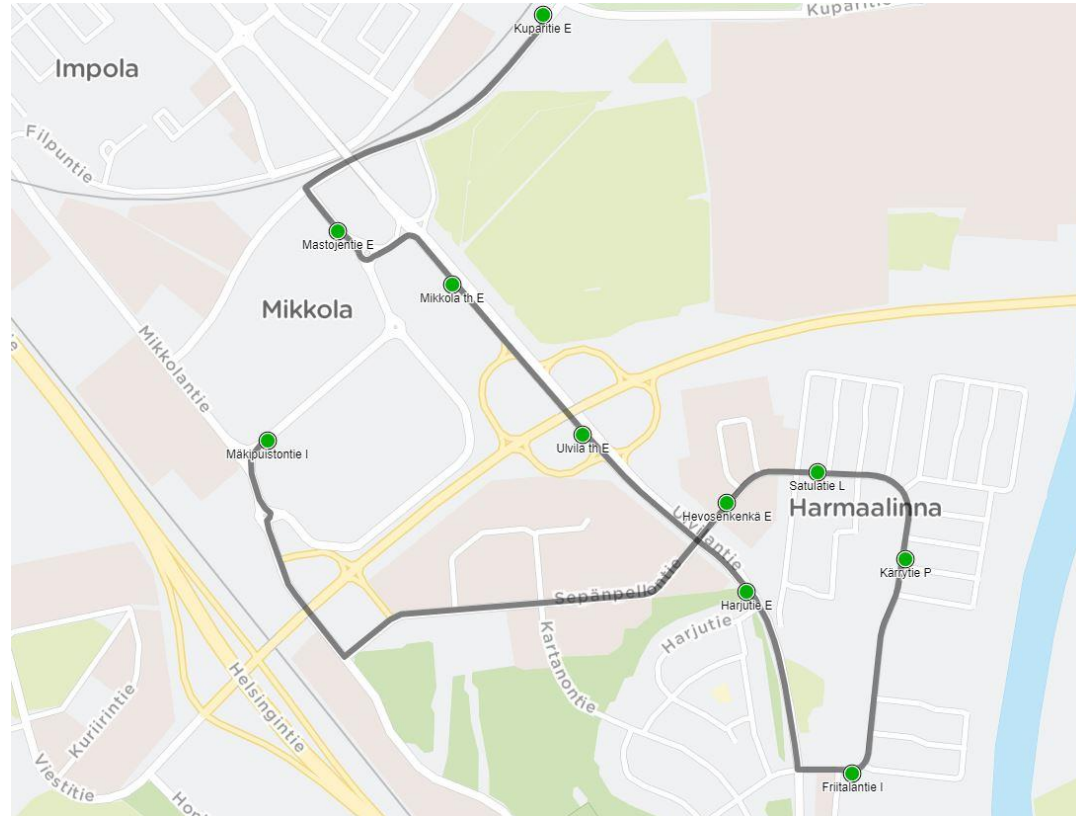 Kuparitie
Kuparitie E
Impola
Filpuntie
Mastojentie E
Mikkola th E
Mikkola
Mikkolantie
Mäkipuistontie I
Ulvila th E
Satulatie L
Harmaalinna
Hevosenkenkä E
Ulvilantie
Kärrytie P
Sepänpellontie
Harjutie E
Harjutie
Kartanontie
Helsingintie
Kuriirintie
Viestitie
Friitalantie I